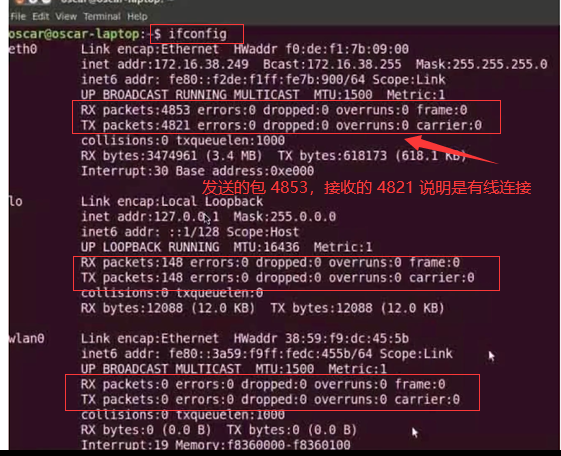 oscar@oscar-laptop: ~
File Edit View Terminal Help
oscar@oscar-laptop:~$ ifconfig
eth0 Link encap:Ethernet HWaddr f0:de:f1:7b:09:00
inet addr:172.16.38.249 Bcast:172.16.38.255 Mask:255.255.255.0
inet6 addr: fe80::f2de:f1ff:fe7b:900/64 Scope:Link
UP BROADCAST RUNNING MULTICAST MTU:1500 Metric:1
RX packets:4853 errors:0 dropped:0 overruns:0 frame:0
TX packets:4821 errors:0 dropped:0 overruns:0 carrier:0
collisions:0 txqueuelen:1000
RX bytes:3474961 (3.4 MB) TX bytes:618173 (618.1 KB)
Interrupt:30 Base address:0xe000
发送的包 4853，接收的 4821 说明是有线连接
lo Link encap:Local Loopback
inet addr:127.0.0.1 Mask:255.0.0.0
inet6 addr: ::1/128 Scope:Host
UP LOOPBACK RUNNING MTU:16436 Metric:1
RX packets:148 errors:0 dropped:0 overruns:0 frame:0
TX packets:148 errors:0 dropped:0 overruns:0 carrier:0
collisions:0 txqueuelen:0
RX bytes:12088 (12.0 KB) TX bytes:12088 (12.0 KB)
wlan0 Link encap:Ethernet HWaddr 38:59:f9:dc:45:5b
inet6 addr: fe80::3a59:f9ff:fedc:455b/64 Scope:Link
UP BROADCAST MULTICAST MTU:1500 Metric:1
RX packets:0 errors:0 dropped:0 overruns:0 frame:0
TX packets:0 errors:0 dropped:0 overruns:0 carrier:0
collisions:0 txqueuelen:1000
RX bytes:0 (0.0 B) TX bytes:0 (0.0 B)
Interrupt:19 Memory:f8360000-f8360100